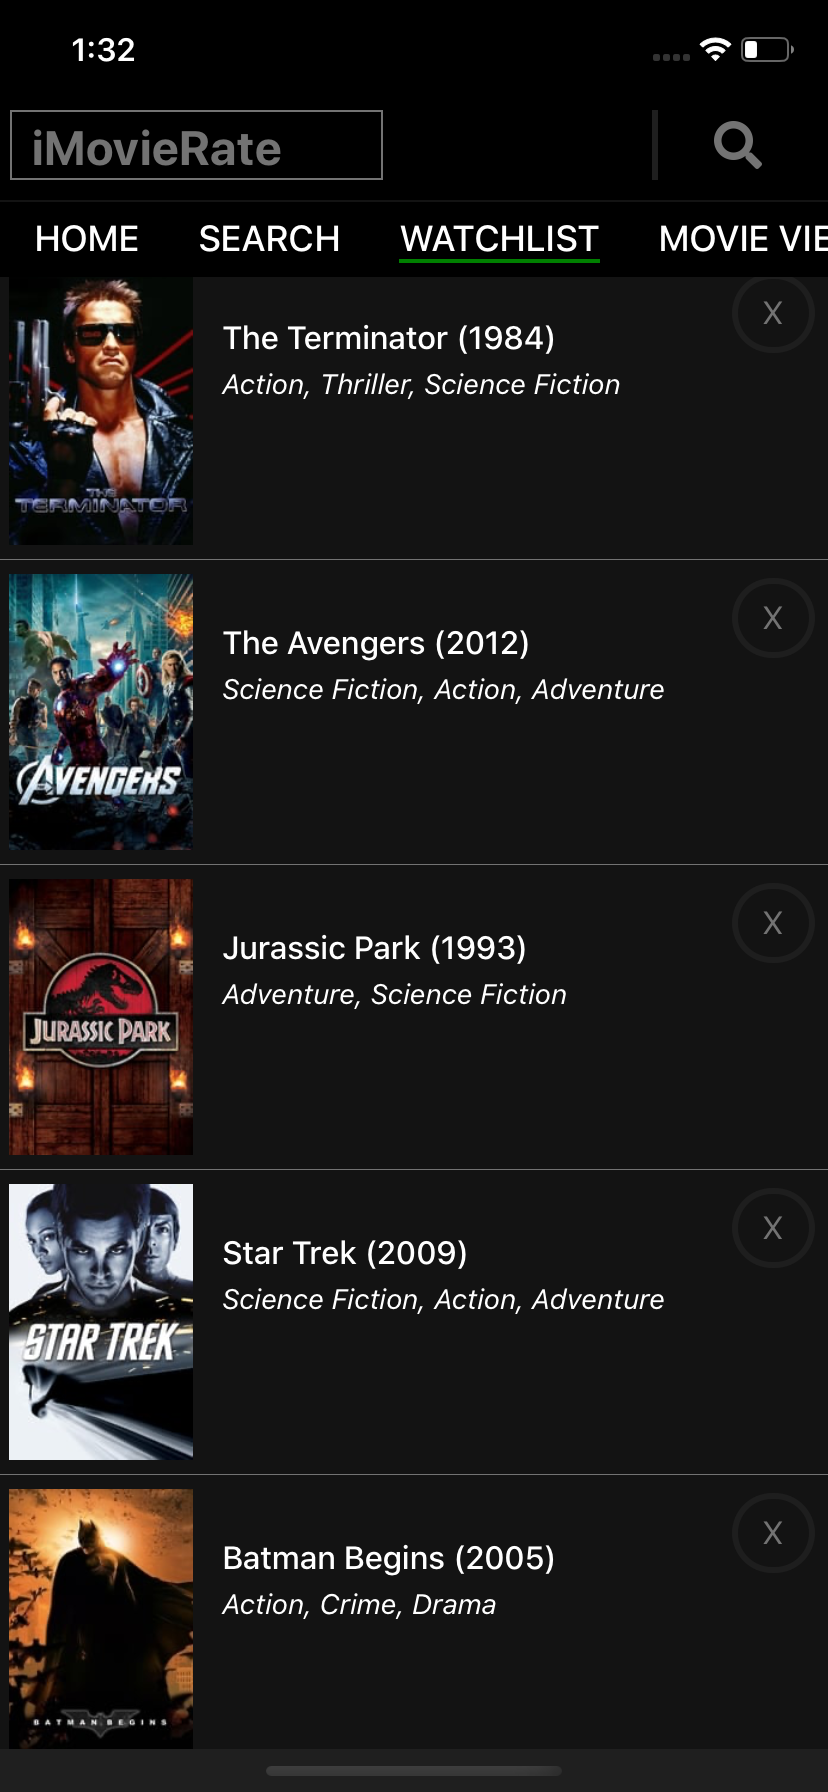 1:32
iMovieRate
HOME SEARCH WATCHLIST MOVIE VIE
THE
TERMINATOR
The Terminator (1984)
X
Action, Thriller, Science Fiction
AVENGERS
The Avengers (2012)
X
Science Fiction, Action, Adventure
JURASSIC PARK
Jurassic Park (1993)
X
Adventure, Science Fiction
STAR TREK
Star Trek (2009)
X
Science Fiction, Action, Adventure
BATMAN BEGINS
Batman Begins (2005)
X
Action, Crime, Drama